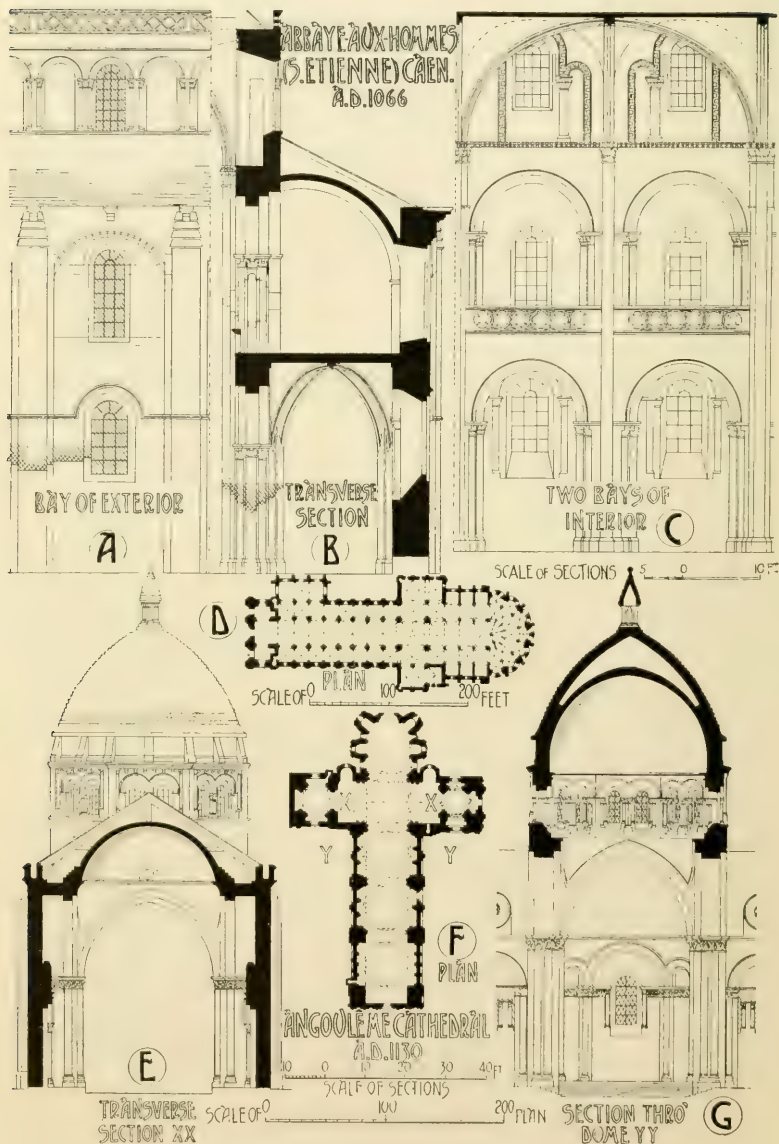 ABBAYE-AUX-HOMMES
(S. ETIENNE) CAEN.
A.D. 1066
BAY OF EXTERIOR
A
TRANSVERSE
SECTION
B
TWO BAYS OF
INTERIOR
C
SCALE OF SECTIONS 5 0 10 FT
D
PLAN
SCALE OF 0 100 200 FEET
X X
Y Y
F
PLAN
ANGOULÊME CATHEDRAL
A.D. 1130
10 0 10 20 30 40 FT
SCALE OF SECTIONS
E
TRANSVERSE
SECTION XX
SCALE OF 0 100 200 PLAN
SECTION THRO'
DOME YY
G